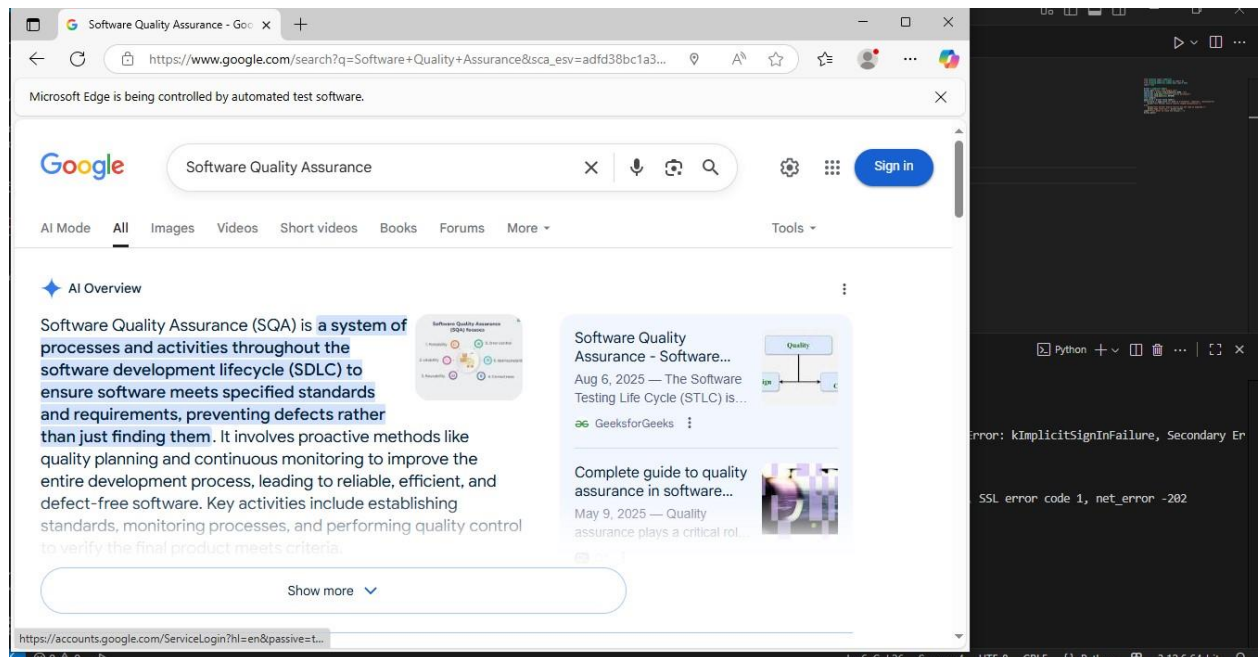 Software Quality Assurance - Goo
https://www.google.com/search?q=Software+Quality+Assurance&sca_esv=adfd38bc1a3...
Microsoft Edge is being controlled by automated test software.
Google
Software Quality Assurance
Sign in
AI Mode All Images Videos Short videos Books Forums More
Tools
AI Overview
Software Quality Assurance (SQA) is a system of
processes and activities throughout the
software development lifecycle (SDLC) to
ensure software meets specified standards
and requirements, preventing defects rather
than just finding them. It involves proactive methods like
quality planning and continuous monitoring to improve the
entire development process, leading to reliable, efficient, and
defect-free software. Key activities include establishing
standards, monitoring processes, and performing quality control
to verify the final product meets criteria.
Software Quality Assurance
(SQA) Process
Software Quality
Assurance - Software...
Aug 6, 2025 — The Software
Testing Life Cycle (STLC) is...
GeeksforGeeks
Quality
Complete guide to quality
assurance in software...
May 9, 2025 — Quality
assurance plays a critical rol...
Show more
https://accounts.google.com/ServiceLogin?hl=en&passive=t...
Python
Error: kImplicitSignInFailure, Secondary Er
SSL error code 1, net_error -202